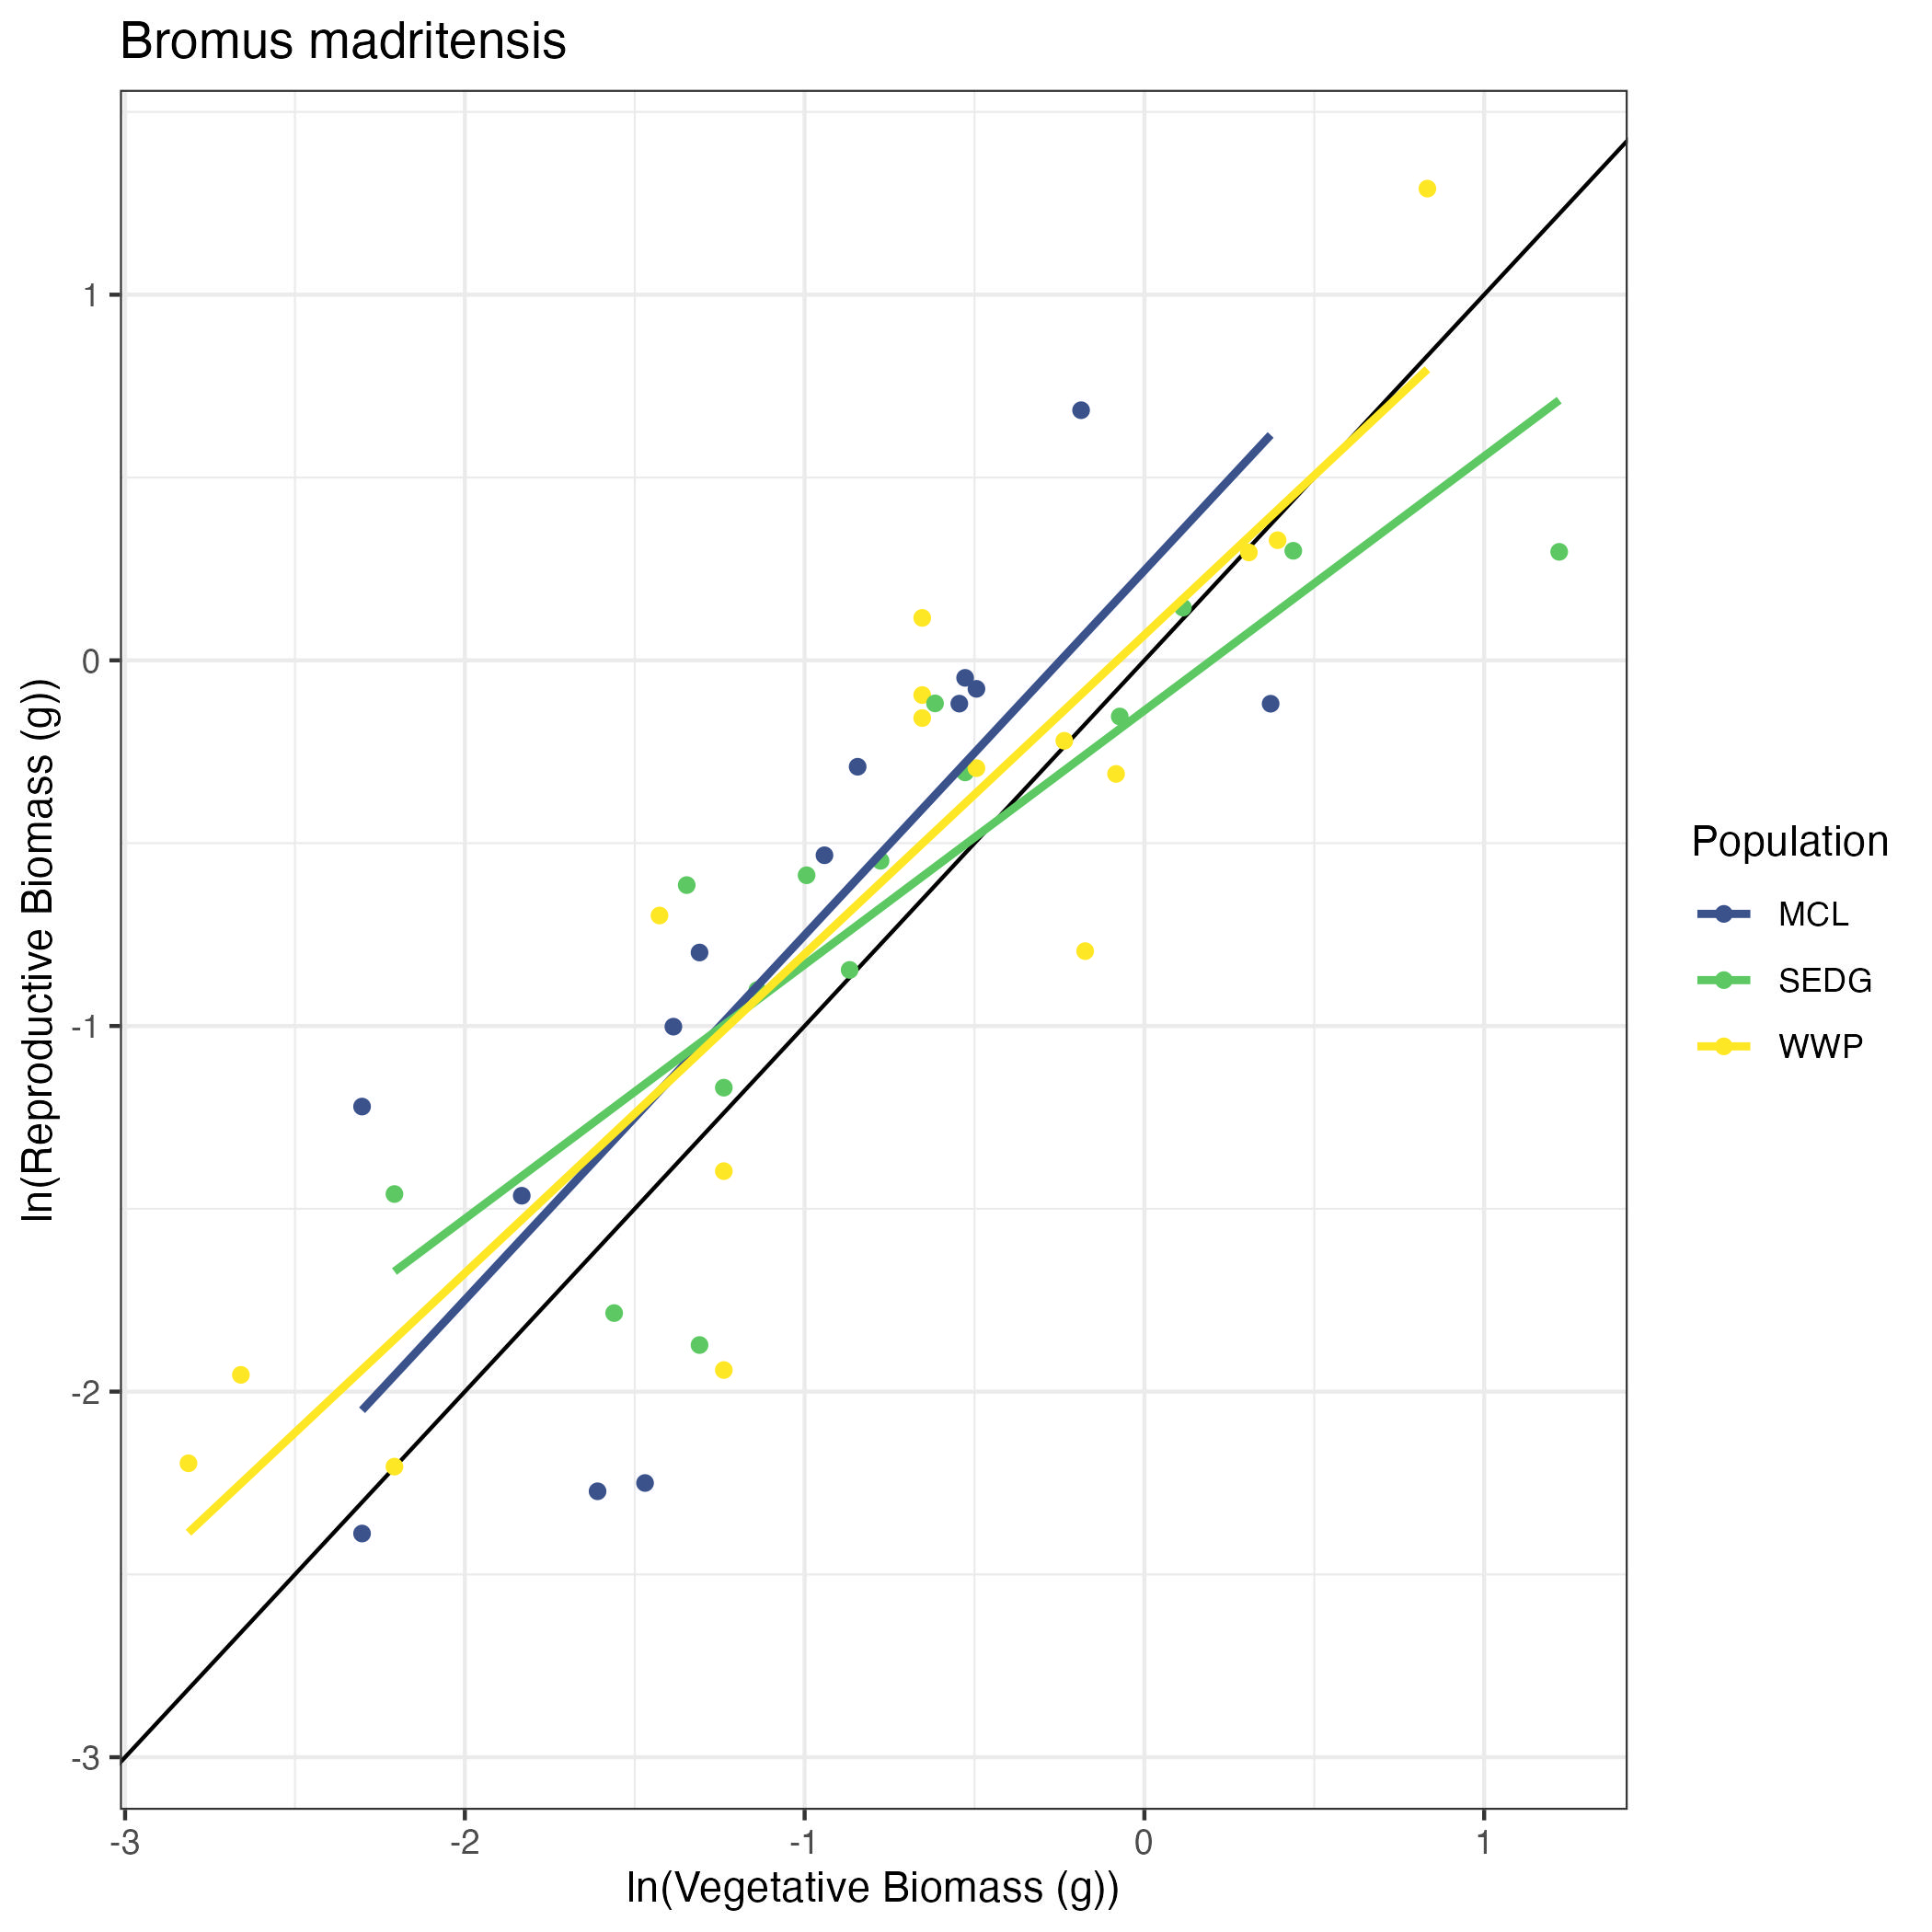 Bromus madritensis
1
0
-1
-2
-3
ln(Reproductive Biomass (g))
-3
-2
-1
0
1
ln(Vegetative Biomass (g))
Population
MCL
SEDG
WWP